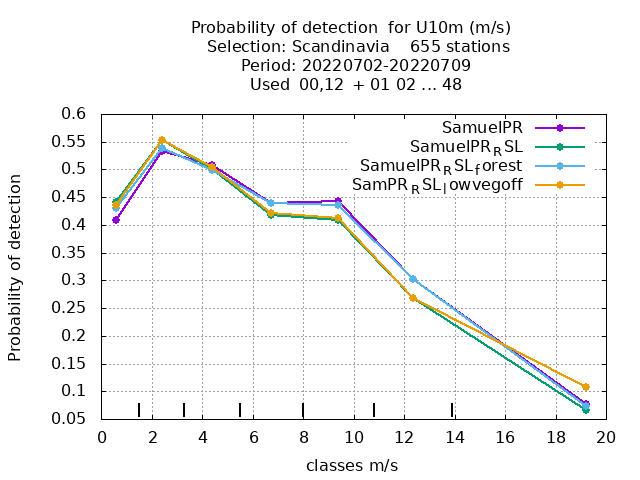 Probability of detection  for U10m (m/s)
Selection: Scandinavia    655 stations
Period: 20220702-20220709
Used  00,12  + 01 02 ... 48
SamuelPR
SamuelPR_RSL
SamuelPR_RSL_forest
SamPR_RSL_lowvegoff
Probability of detection
0.6
0.55
0.5
0.45
0.4
0.35
0.3
0.25
0.2
0.15
0.1
0.05
0 2 4 6 8 10 12 14 16 18 20
classes m/s